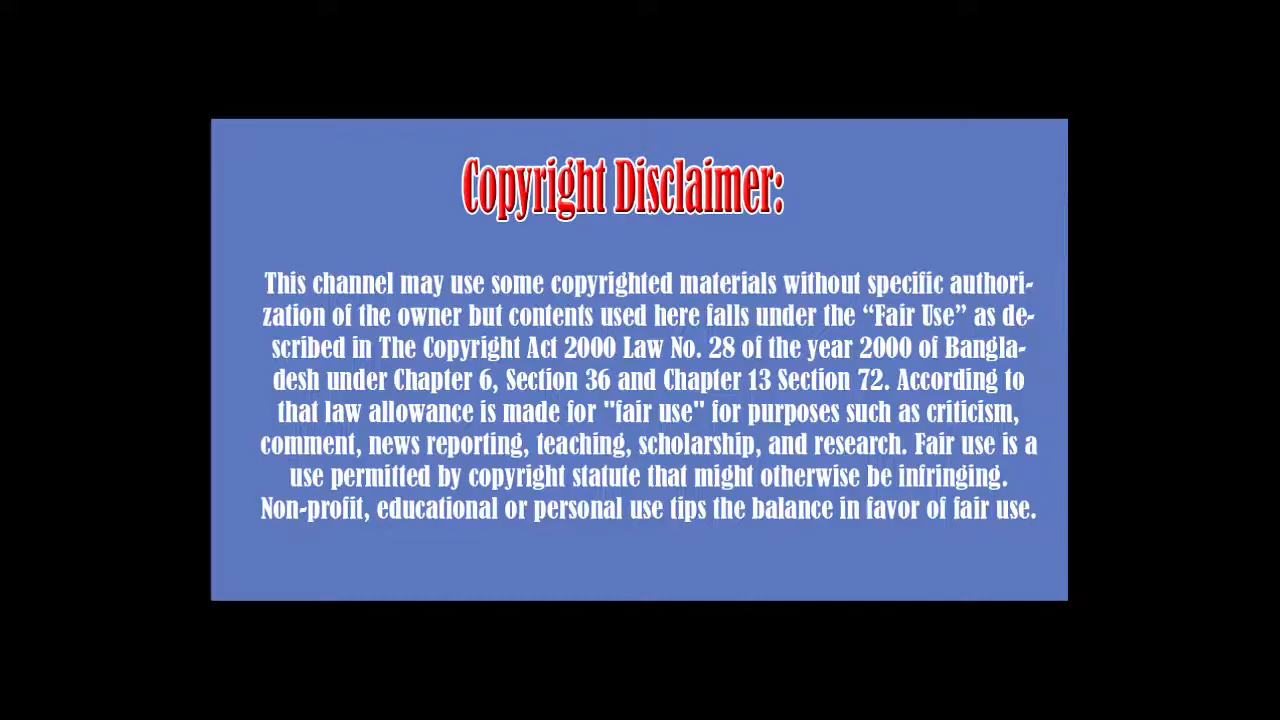 Copyright Disclaimer:
This channel may use some copyrighted materials without specific authori-
zation of the owner but contents used here falls under the “Fair Use” as de-
scribed in The Copyright Act 2000 Law No. 28 of the year 2000 of Bangla-
desh under Chapter 6, Section 36 and Chapter 13 Section 72. According to
that law allowance is made for "fair use" for purposes such as criticism,
comment, news reporting, teaching, scholarship, and research. Fair use is a
use permitted by copyright statute that might otherwise be infringing.
Non-profit, educational or personal use tips the balance in favor of fair use.